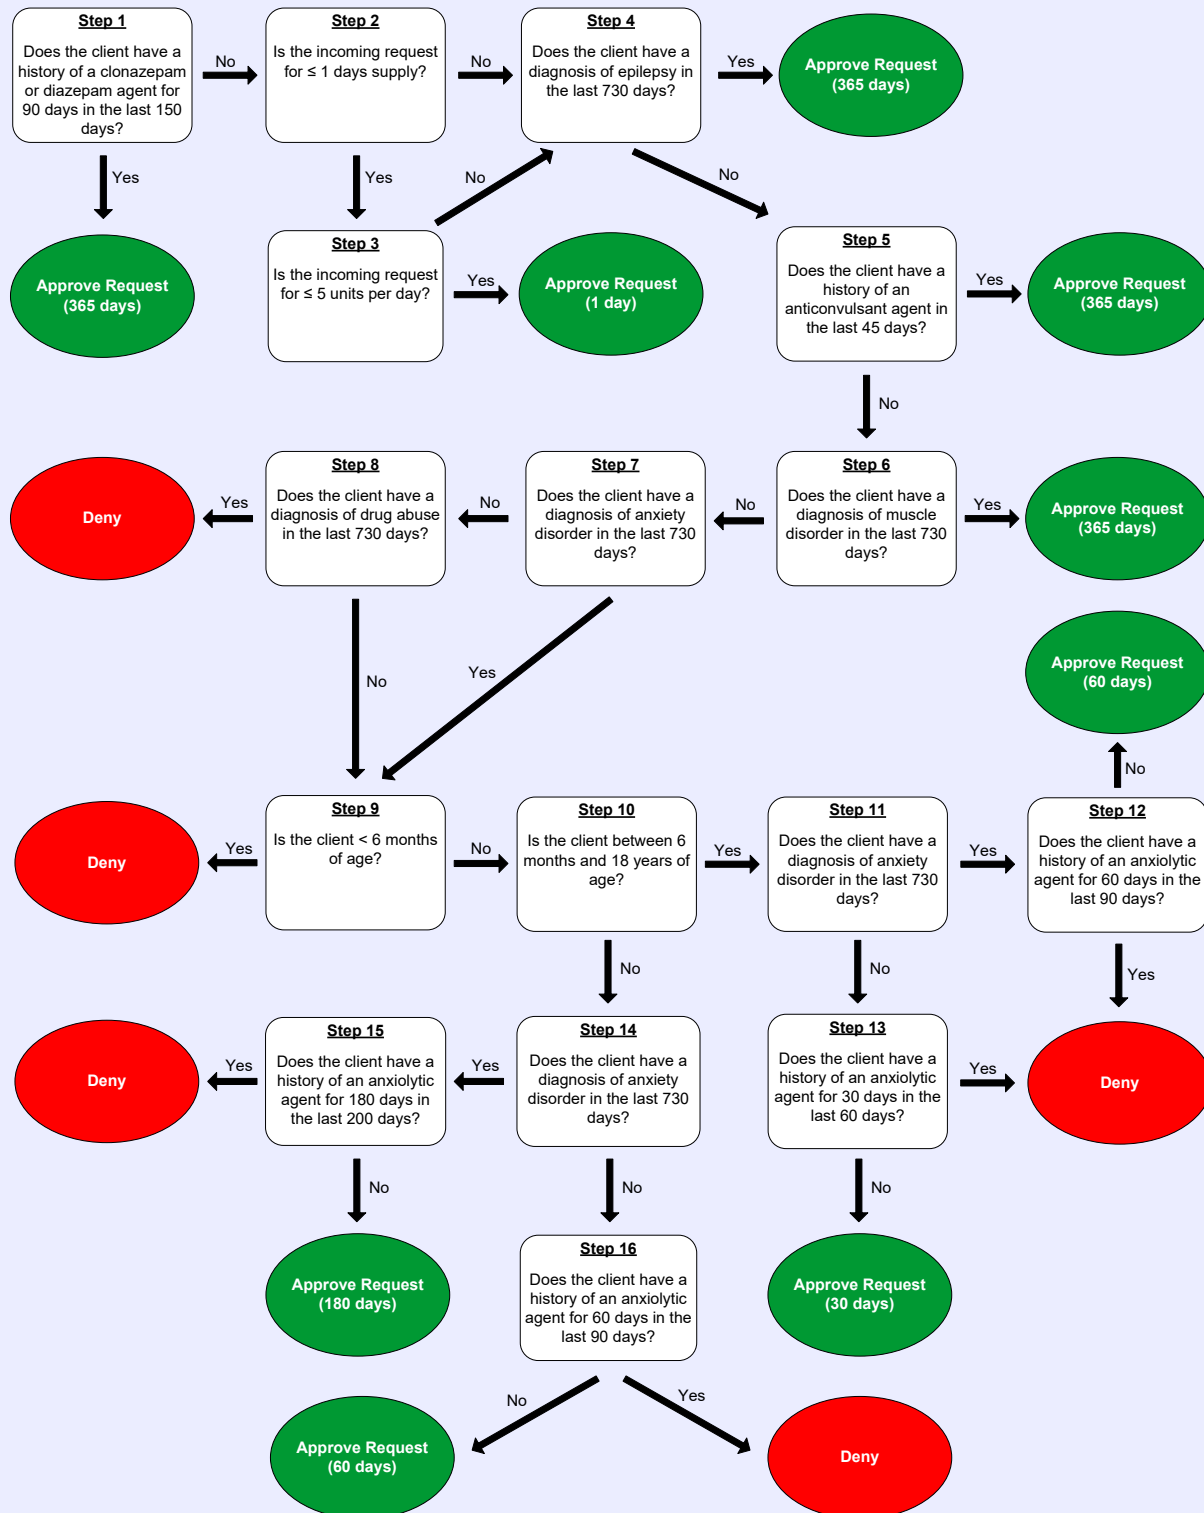 Step 1
Does the client have a
history of a clonazepam
or diazepam agent for
90 days in the last 150
days?
No
Step 2
Is the incoming request
for ≤ 1 days supply?
No
Step 4
Does the client have a
diagnosis of epilepsy in
the last 730 days?
Yes
Approve Request
(365 days)
Yes
Yes
No
No
Approve Request
(365 days)
Step 3
Is the incoming request
for ≤ 5 units per day?
Yes
Approve Request
(1 day)
Step 5
Does the client have a
history of an
anticonvulsant agent in
the last 45 days?
Yes
Approve Request
(365 days)
No
Deny
Yes
Step 8
Does the client have a
diagnosis of drug abuse
in the last 730 days?
No
Step 7
Does the client have a
diagnosis of anxiety
disorder in the last 730
days?
No
Step 6
Does the client have a
diagnosis of muscle
disorder in the last 730
days?
Yes
Approve Request
(365 days)
No
Yes
Approve Request
(60 days)
No
Deny
Yes
Step 9
Is the client < 6 months
of age?
No
Step 10
Is the client between 6
months and 18 years of
age?
Yes
Step 11
Does the client have a
diagnosis of anxiety
disorder in the last 730
days?
Yes
Step 12
Does the client have a
history of an anxiolytic
agent for 60 days in the
last 90 days?
No
No
Yes
Deny
Yes
Step 15
Does the client have a
history of an anxiolytic
agent for 180 days in
the last 200 days?
Yes
Step 14
Does the client have a
diagnosis of anxiety
disorder in the last 730
days?
Step 13
Does the client have a
history of an anxiolytic
agent for 30 days in the
last 60 days?
Yes
Deny
No
No
No
Approve Request
(180 days)
Step 16
Does the client have a
history of an anxiolytic
agent for 60 days in the
last 90 days?
Approve Request
(30 days)
No
Yes
Approve Request
(60 days)
Deny